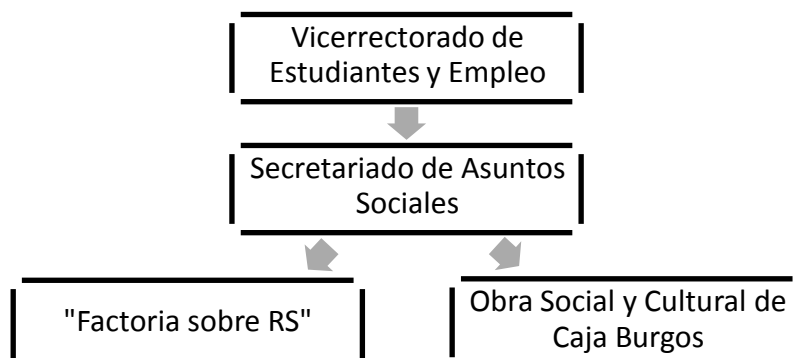 Vicerrectorado de
Estudiantes y Empleo
Secretariado de Asuntos
Sociales
"Factoria sobre RS"
Obra Social y Cultural de
Caja Burgos